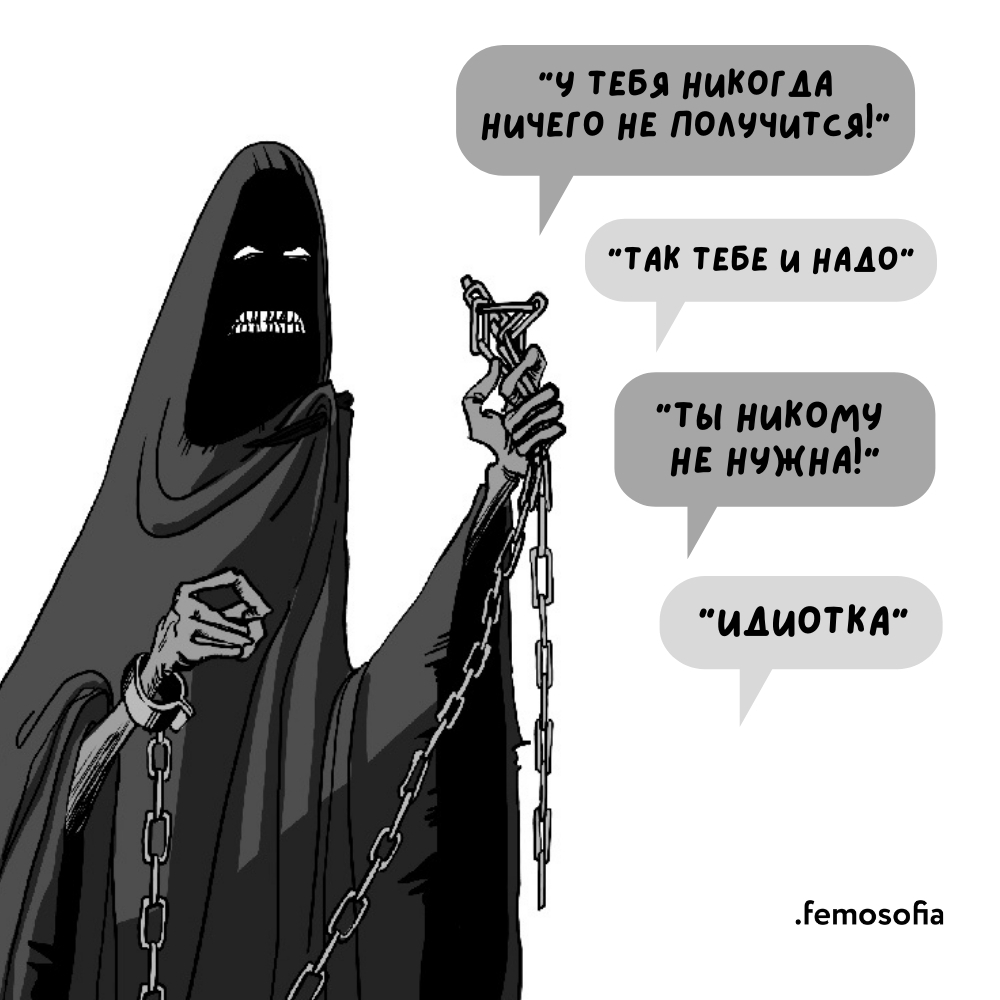 "У ТЕБЯ НИКОГДА
НИЧЕГО НЕ ПОЛУЧИТСЯ!"
"ТАК ТЕБЕ И НАДО"
"ТЫ НИКОМУ
НЕ НУЖНА!"
"ИДИОТКА"
.femosofia